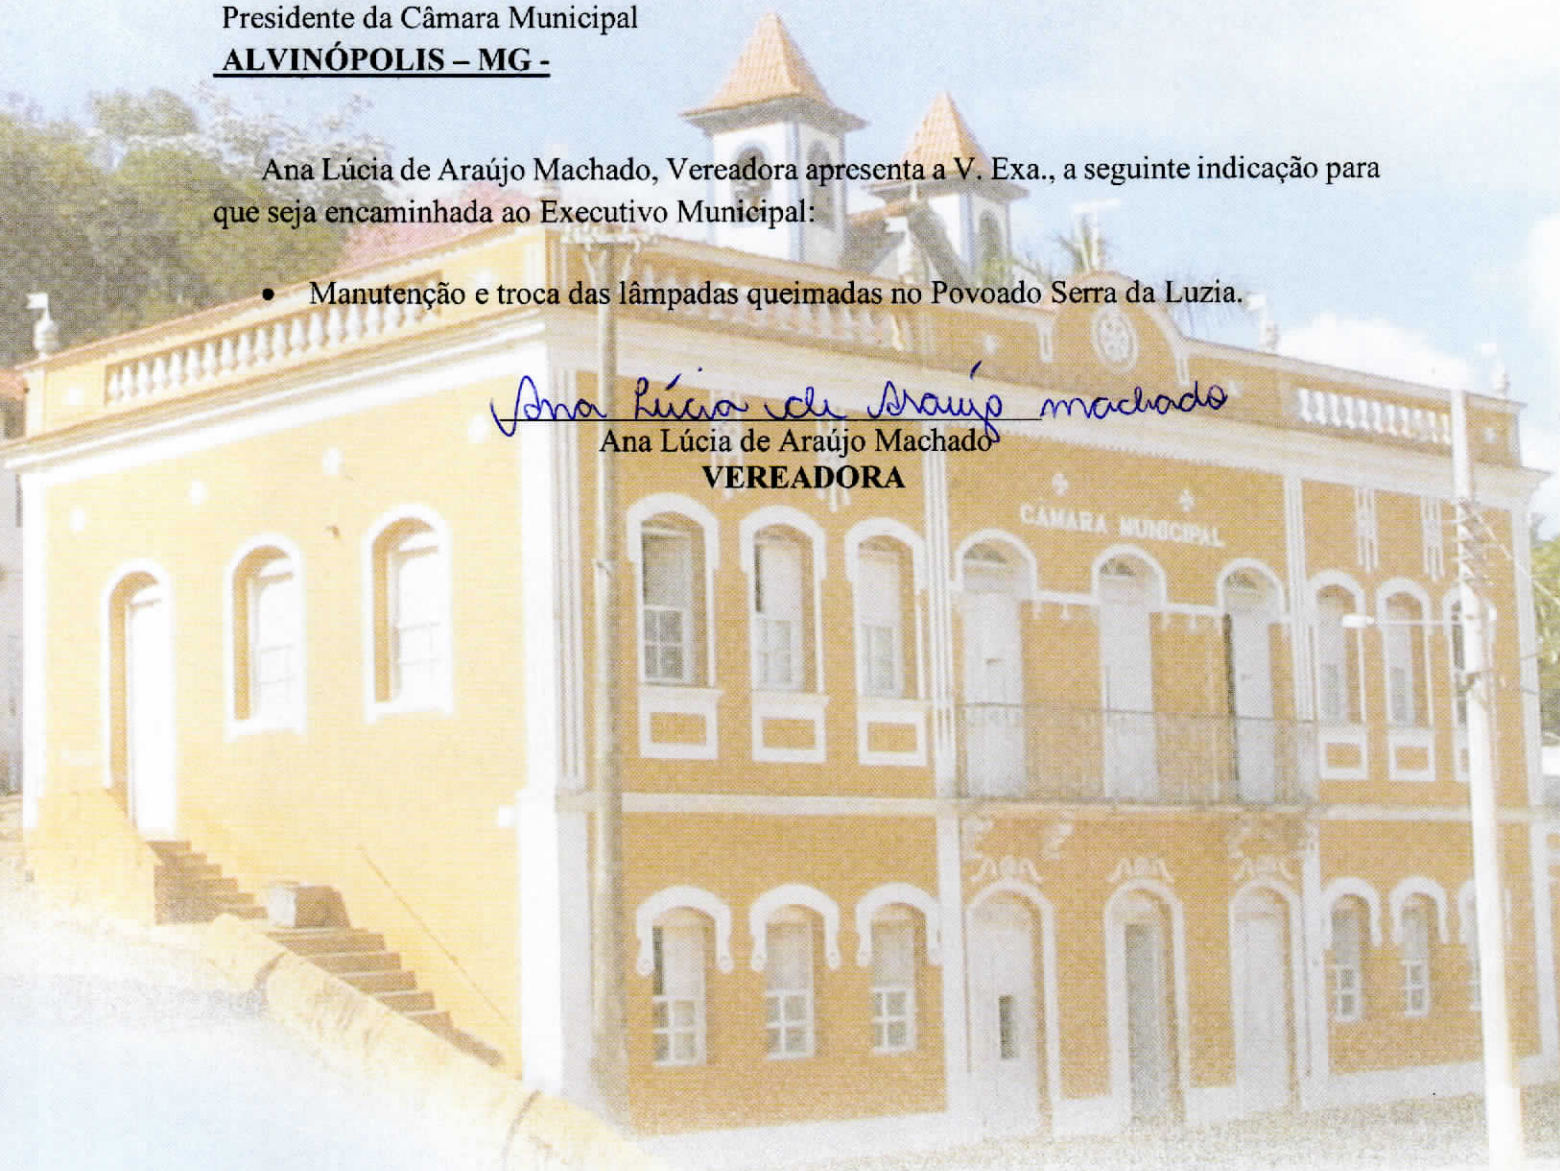 Presidente da Câmara Municipal
ALVINÓPOLIS – MG -
Ana Lúcia de Araújo Machado, Vereadora apresenta a V. Exa., a seguinte indicação para
que seja encaminhada ao Executivo Municipal:
• Manutenção e troca das lâmpadas queimadas no Povoado Serra da Luzia.
Ana Lúcia de Araújo machado
Ana Lúcia de Araújo Machado
VEREADORA
CÂMARA MUNICIPAL